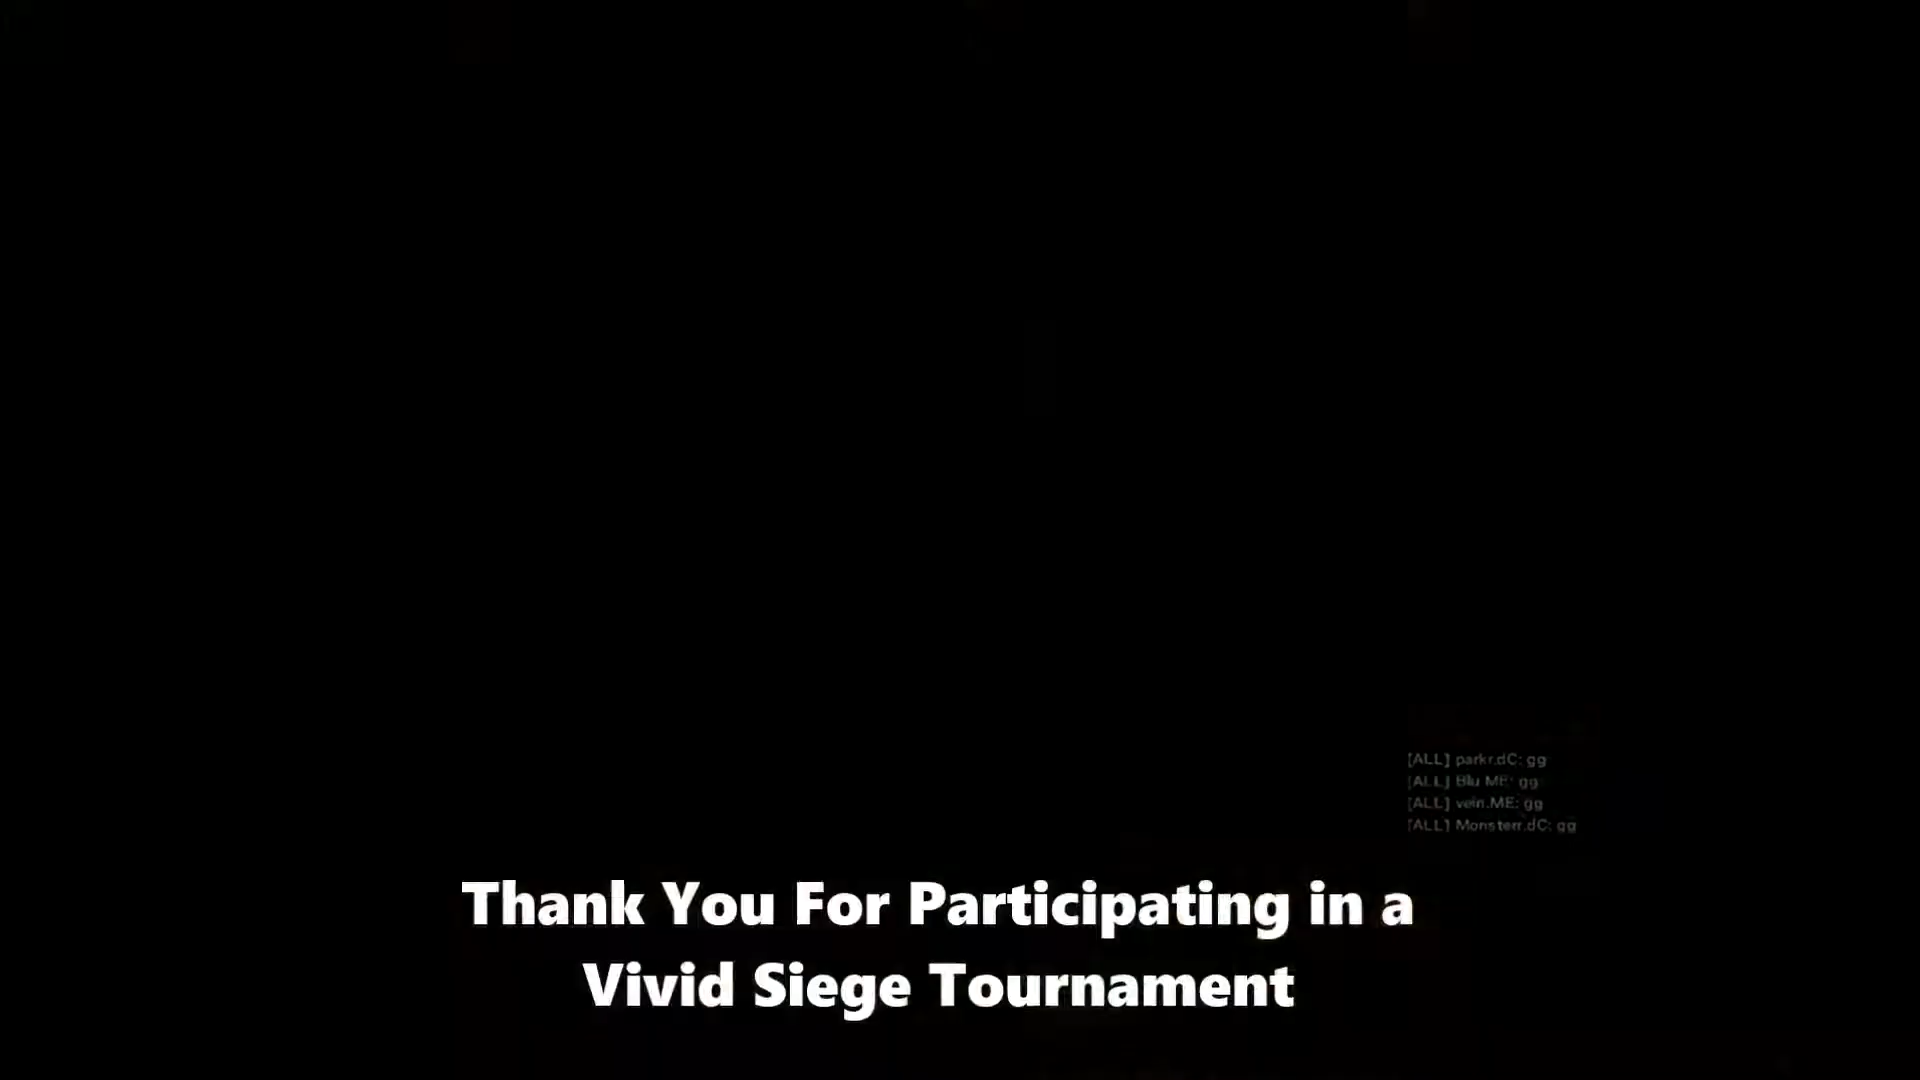 [ALL] parkr.dC: gg
[ALL] Blu.ME: gg
[ALL] vein.ME: gg
[ALL] Monsterr.dC: gg
Thank You For Participating in a
Vivid Siege Tournament